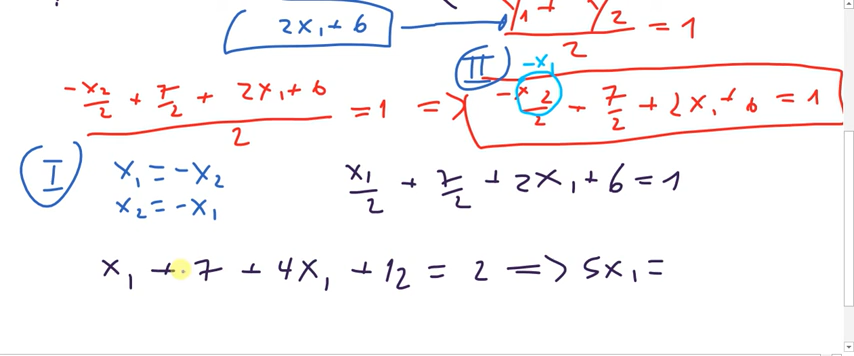 2x₁ + 6
y₁ + y₂ / 2 = 1
II -x₁
-x₂/2 + 7/2 + 2x₁ + 6 / 2 = 1 => -x₂/2 - 7/2 + 2x₁ + 6 = 1
I x₁ = -x₂
x₂ = -x₁
x₁/2 + 7/2 + 2x₁ + 6 = 1
x₁ + 7 + 4x₁ + 12 = 2 => 5x₁ =